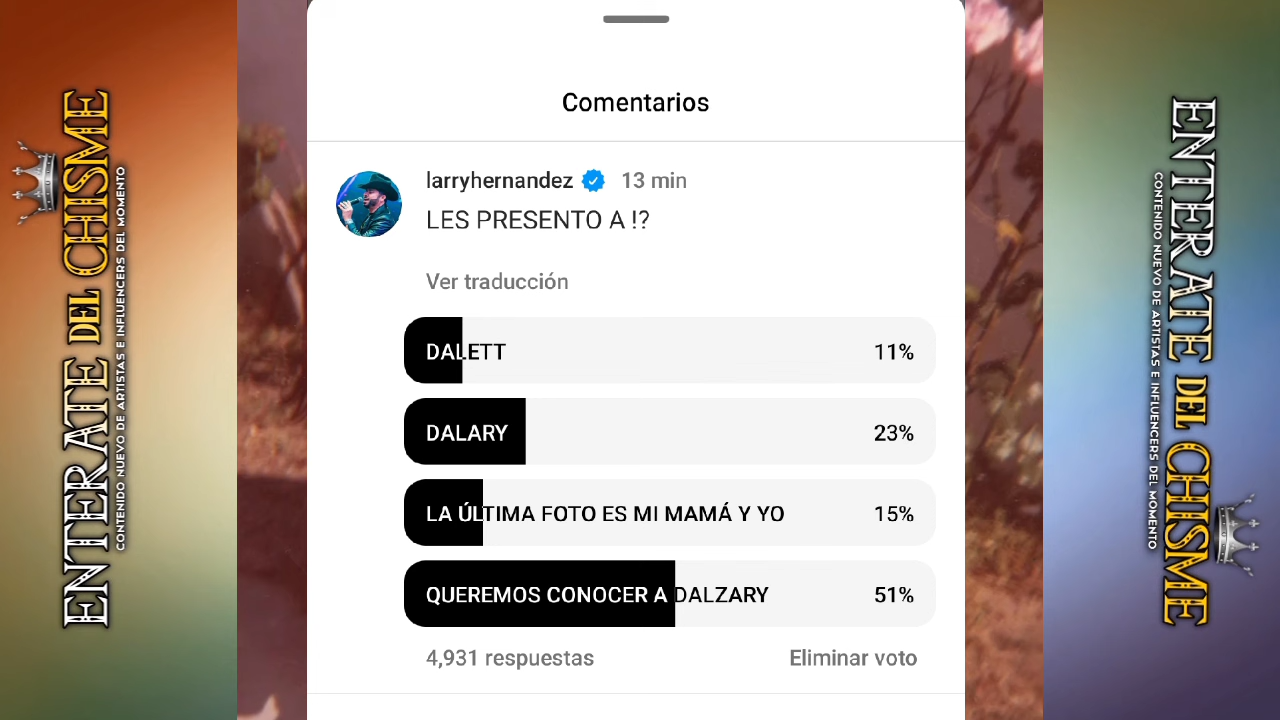 ENTERATE DEL CHISME
CONTENIDO NUEVO DE ARTISTAS E INFLUENCERS DEL MOMENTO
Comentarios
larryhernandez 13 min
LES PRESENTO A !?
Ver traducción
DALETT 11%
DALARY 23%
LA ÚLTIMA FOTO ES MI MAMÁ Y YO 15%
QUEREMOS CONOCER A DALZARY 51%
4,931 respuestas Eliminar voto
ENTERATE DEL CHISME
CONTENIDO NUEVO DE ARTISTAS E INFLUENCERS DEL MOMENTO